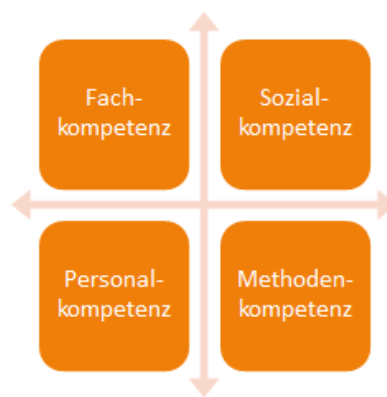 Fach-
kompetenz
Sozial-
kompetenz
Personal-
kompetenz
Methoden-
kompetenz